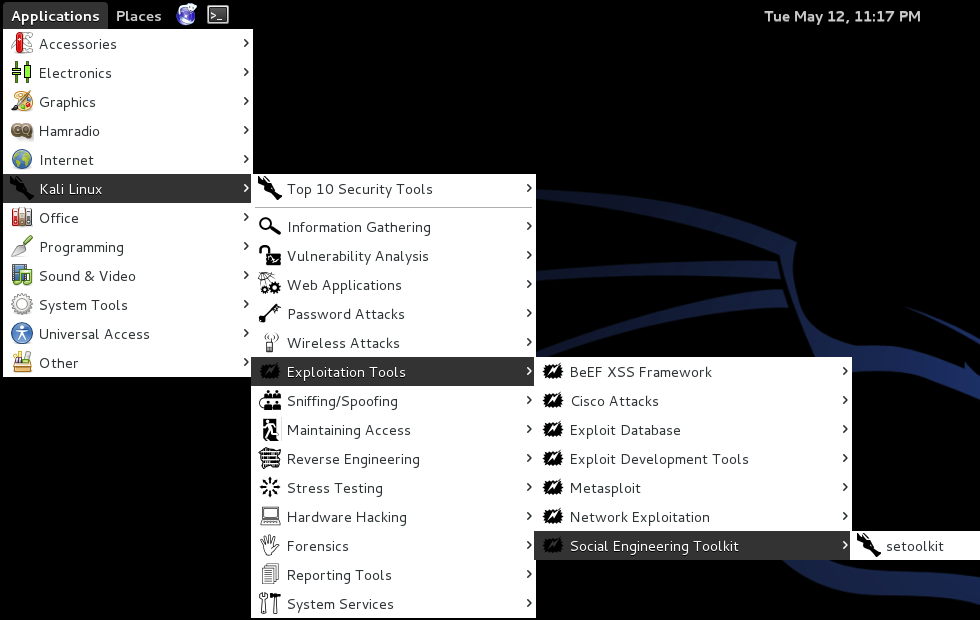 Applications Places Tue May 12, 11:17 PM
Accessories
Electronics
Graphics
Hamradio
Internet
Kali Linux
Office
Programming
Sound & Video
System Tools
Universal Access
Other
Top 10 Security Tools
Information Gathering
Vulnerability Analysis
Web Applications
Password Attacks
Wireless Attacks
Exploitation Tools
Sniffing/Spoofing
Maintaining Access
Reverse Engineering
Stress Testing
Hardware Hacking
Forensics
Reporting Tools
System Services
BeEF XSS Framework
Cisco Attacks
Exploit Database
Exploit Development Tools
Metasploit
Network Exploitation
Social Engineering Toolkit
setoolkit